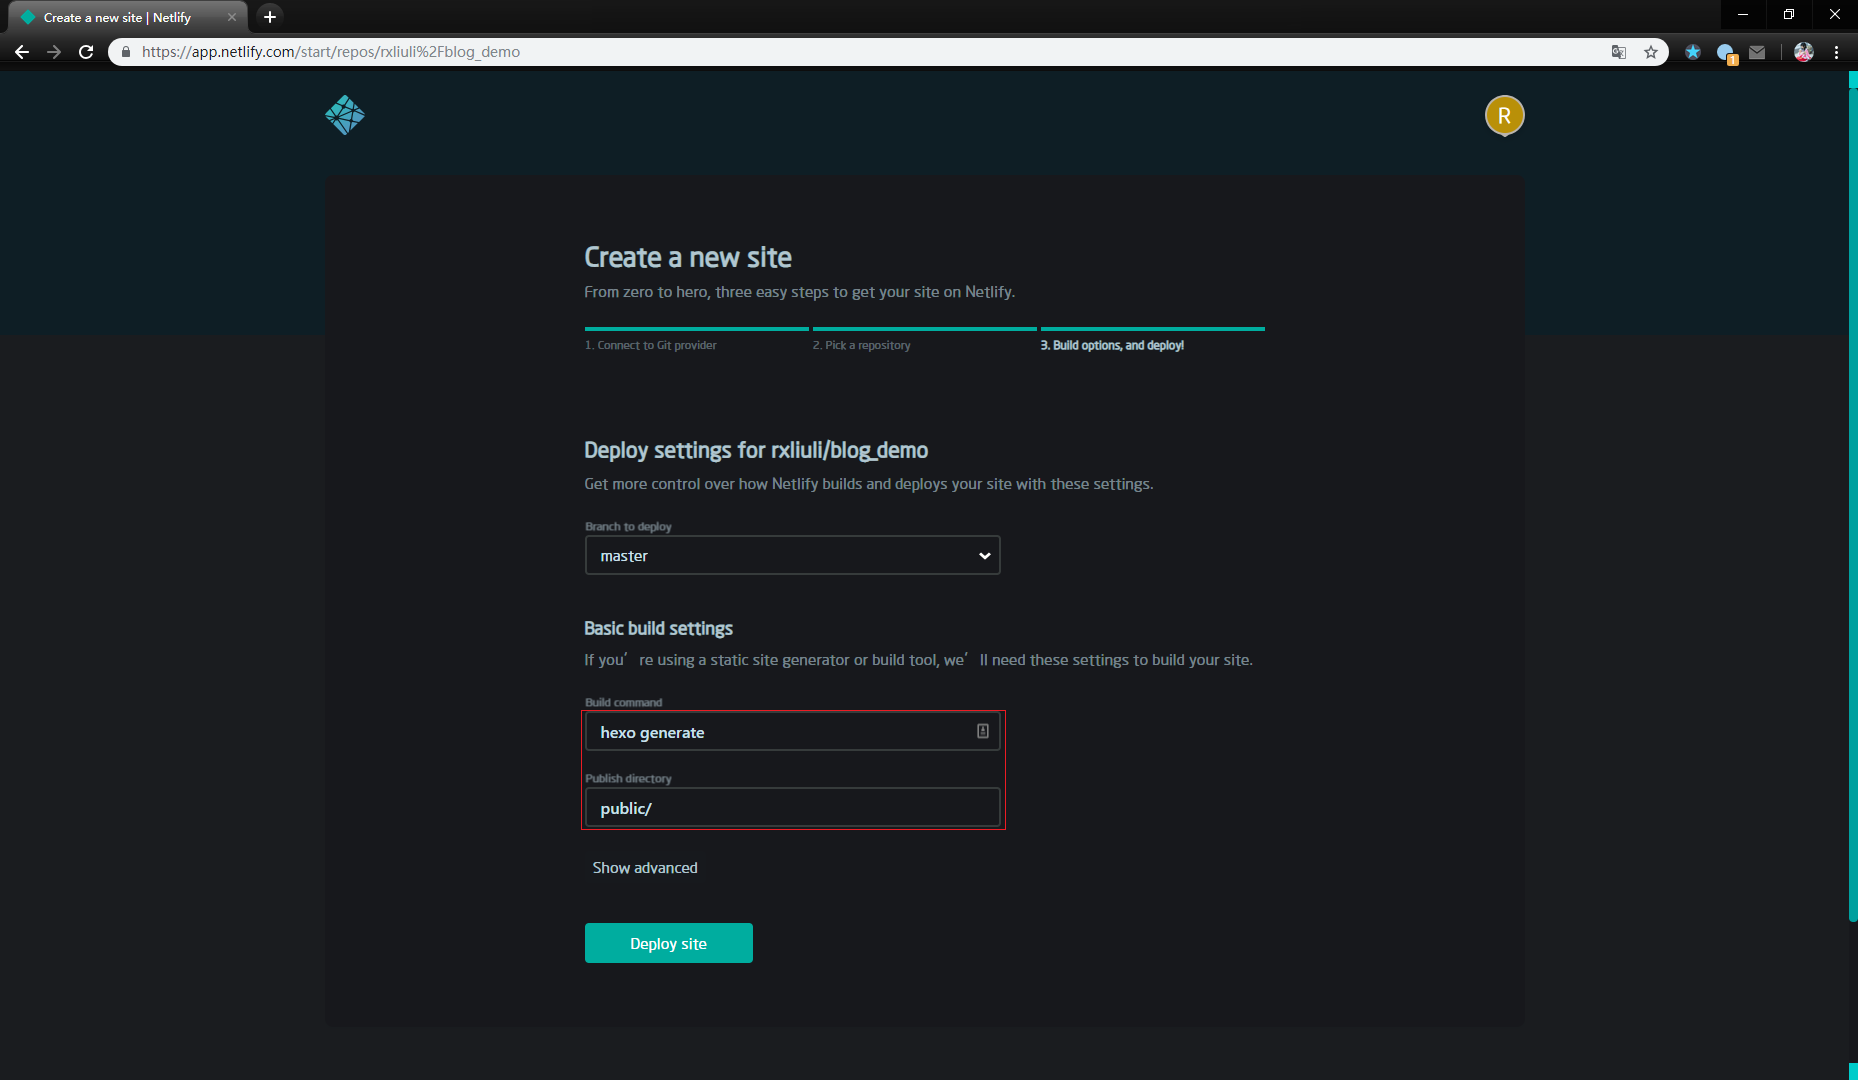 Create a new site | Netlify
https://app.netlify.com/start/repos/rxliuli%2Fblog_demo
1
R
Create a new site
From zero to hero, three easy steps to get your site on Netlify.
1. Connect to Git provider
2. Pick a repository
3. Build options, and deploy!
Deploy settings for rxliuli/blog_demo
Get more control over how Netlify builds and deploys your site with these settings.
Branch to deploy
master
Basic build settings
If you’re using a static site generator or build tool, we’ll need these settings to build your site.
Build command
hexo generate
Publish directory
public/
Show advanced
Deploy site